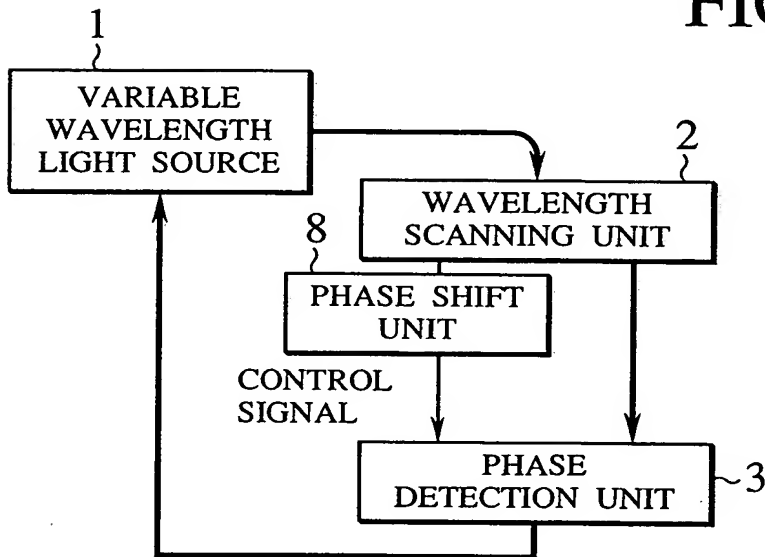 1
VARIABLE
WAVELENGTH
LIGHT SOURCE
2
WAVELENGTH
SCANNING UNIT
8
PHASE SHIFT
UNIT
CONTROL
SIGNAL
PHASE
DETECTION UNIT
3